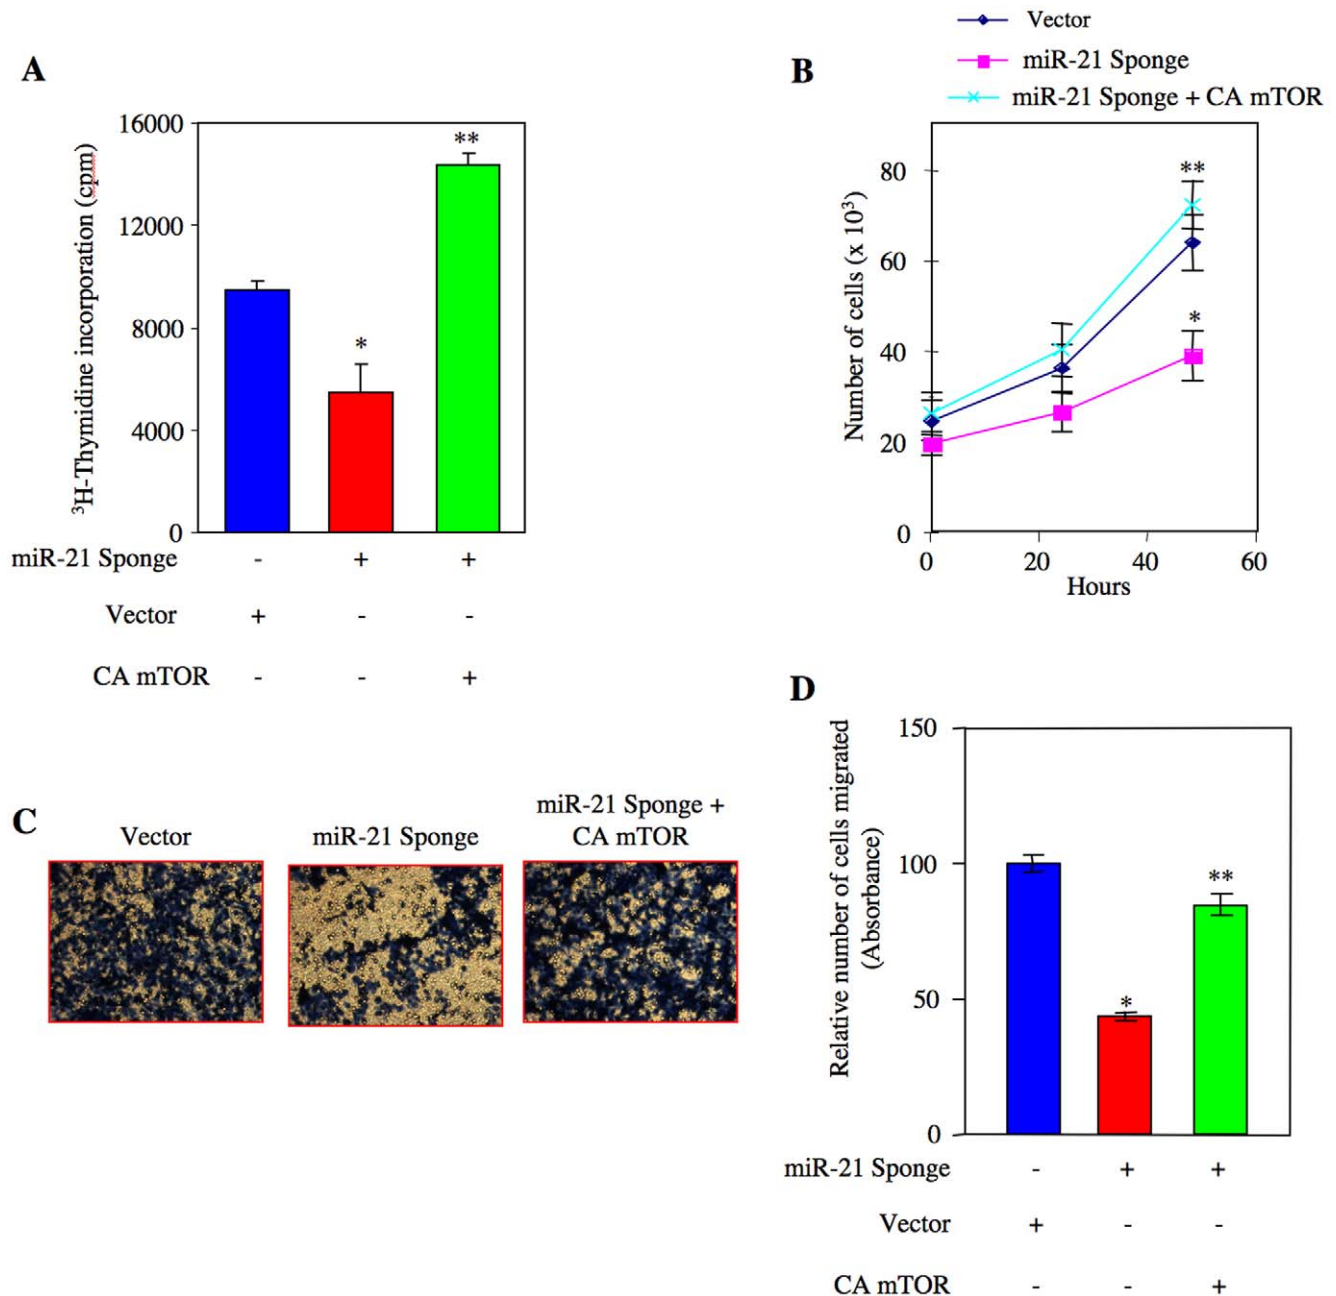 A
16000
12000
8000
4000
0
³H-Thymidine incorporation (cpm)
*
**
miR-21 Sponge - + +
Vector + - -
CA mTOR - - +
B
Vector
miR-21 Sponge
miR-21 Sponge + CA mTOR
80
60
40
20
0
Number of cells (x 10³)
**
*
0 20 40 60
Hours
C
Vector
miR-21 Sponge
miR-21 Sponge +
CA mTOR
D
150
100
50
0
Relative number of cells migrated
(Absorbance)
*
**
miR-21 Sponge - + +
Vector + - -
CA mTOR - - +